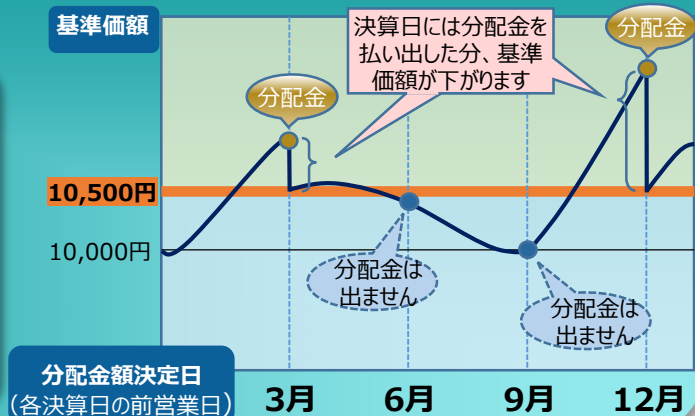 基準価額
決算日には分配金を
払い出した分、基準
価額が下がります
分配金
分配金
10,500円
10,000円
分配金は
出ません
分配金は
出ません
分配金額決定日
(各決算日の前営業日)
3月 6月 9月 12月